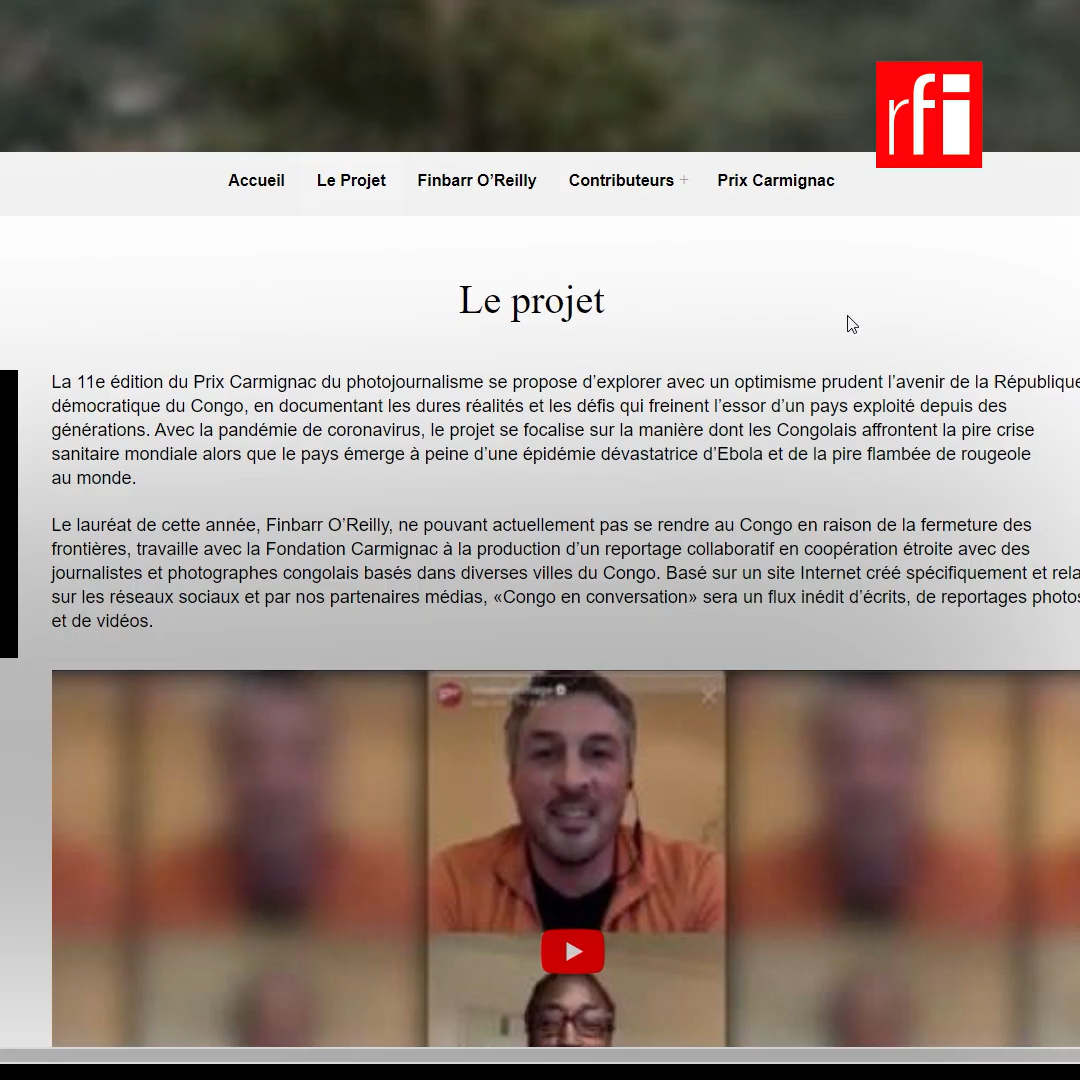 rfi
Accueil Le Projet Finbarr O’Reilly Contributeurs + Prix Carmignac
Le projet
La 11e édition du Prix Carmignac du photojournalisme se propose d’explorer avec un optimisme prudent l’avenir de la République
démocratique du Congo, en documentant les dures réalités et les défis qui freinent l’essor d’un pays exploité depuis des
générations. Avec la pandémie de coronavirus, le projet se focalise sur la manière dont les Congolais affrontent la pire crise
sanitaire mondiale alors que le pays émerge à peine d’une épidémie dévastatrice d’Ebola et de la pire flambée de rougeole
au monde.
Le lauréat de cette année, Finbarr O’Reilly, ne pouvant actuellement pas se rendre au Congo en raison de la fermeture des
frontières, travaille avec la Fondation Carmignac à la production d’un reportage collaboratif en coopération étroite avec des
journalistes et photographes congolais basés dans diverses villes du Congo. Basé sur un site Internet créé spécifiquement et rela
sur les réseaux sociaux et par nos partenaires médias, «Congo en conversation» sera un flux inédit d’écrits, de reportages photos
et de vidéos.